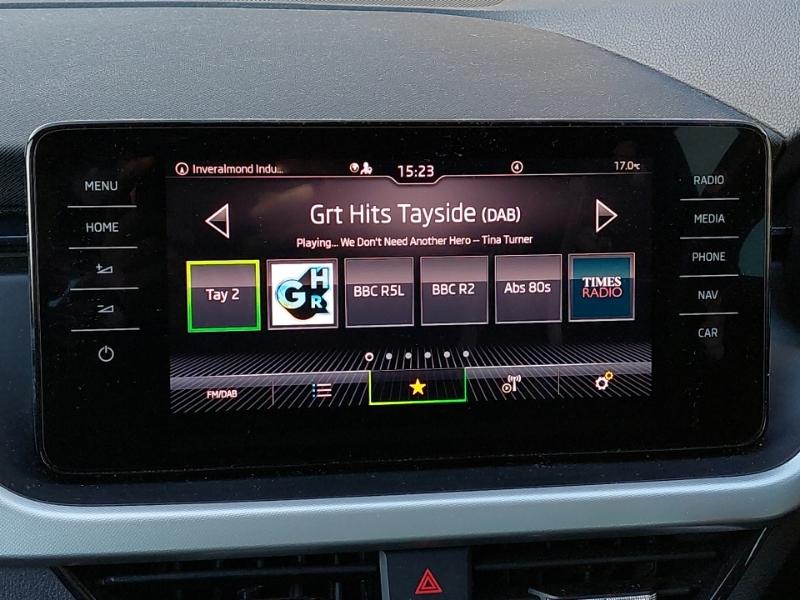 Inveralmond Indu...
15:23
4
17.0°C
MENU
HOME
RADIO
MEDIA
PHONE
NAV
CAR
Grt Hits Tayside (DAB)
Playing... We Don't Need Another Hero – Tina Turner
Tay 2
GHR
BBC R5L
BBC R2
Abs 80s
TIMES
RADIO
FM/DAB